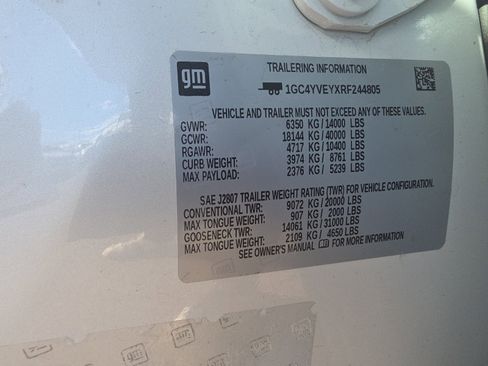 gm
TRAILERING INFORMATION
1GC4YVEYXRF244805
VEHICLE AND TRAILER MUST NOT EXCEED ANY OF THESE VALUES.
GVWR: 6350 KG / 14000 LBS
GCWR: 18144 KG / 40000 LBS
RGAWR: 4717 KG / 10400 LBS
CURB WEIGHT: 3974 KG / 8761 LBS
MAX PAYLOAD: 2376 KG / 5239 LBS
SAE J2807 TRAILER WEIGHT RATING (TWR) FOR VEHICLE CONFIGURATION.
CONVENTIONAL TWR: 9072 KG / 20000 LBS
MAX TONGUE WEIGHT: 907 KG / 2000 LBS
GOOSENECK TWR: 14061 KG / 31000 LBS
MAX TONGUE WEIGHT: 2109 KG / 4650 LBS
SEE OWNER'S MANUAL FOR MORE INFORMATION
gm